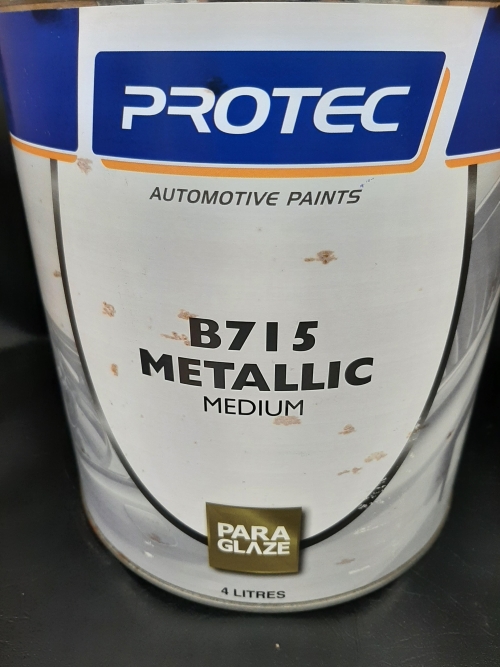 PROTEC
AUTOMOTIVE PAINTS
B715
METALLIC
MEDIUM
PARA
GLAZE
4 LITRES